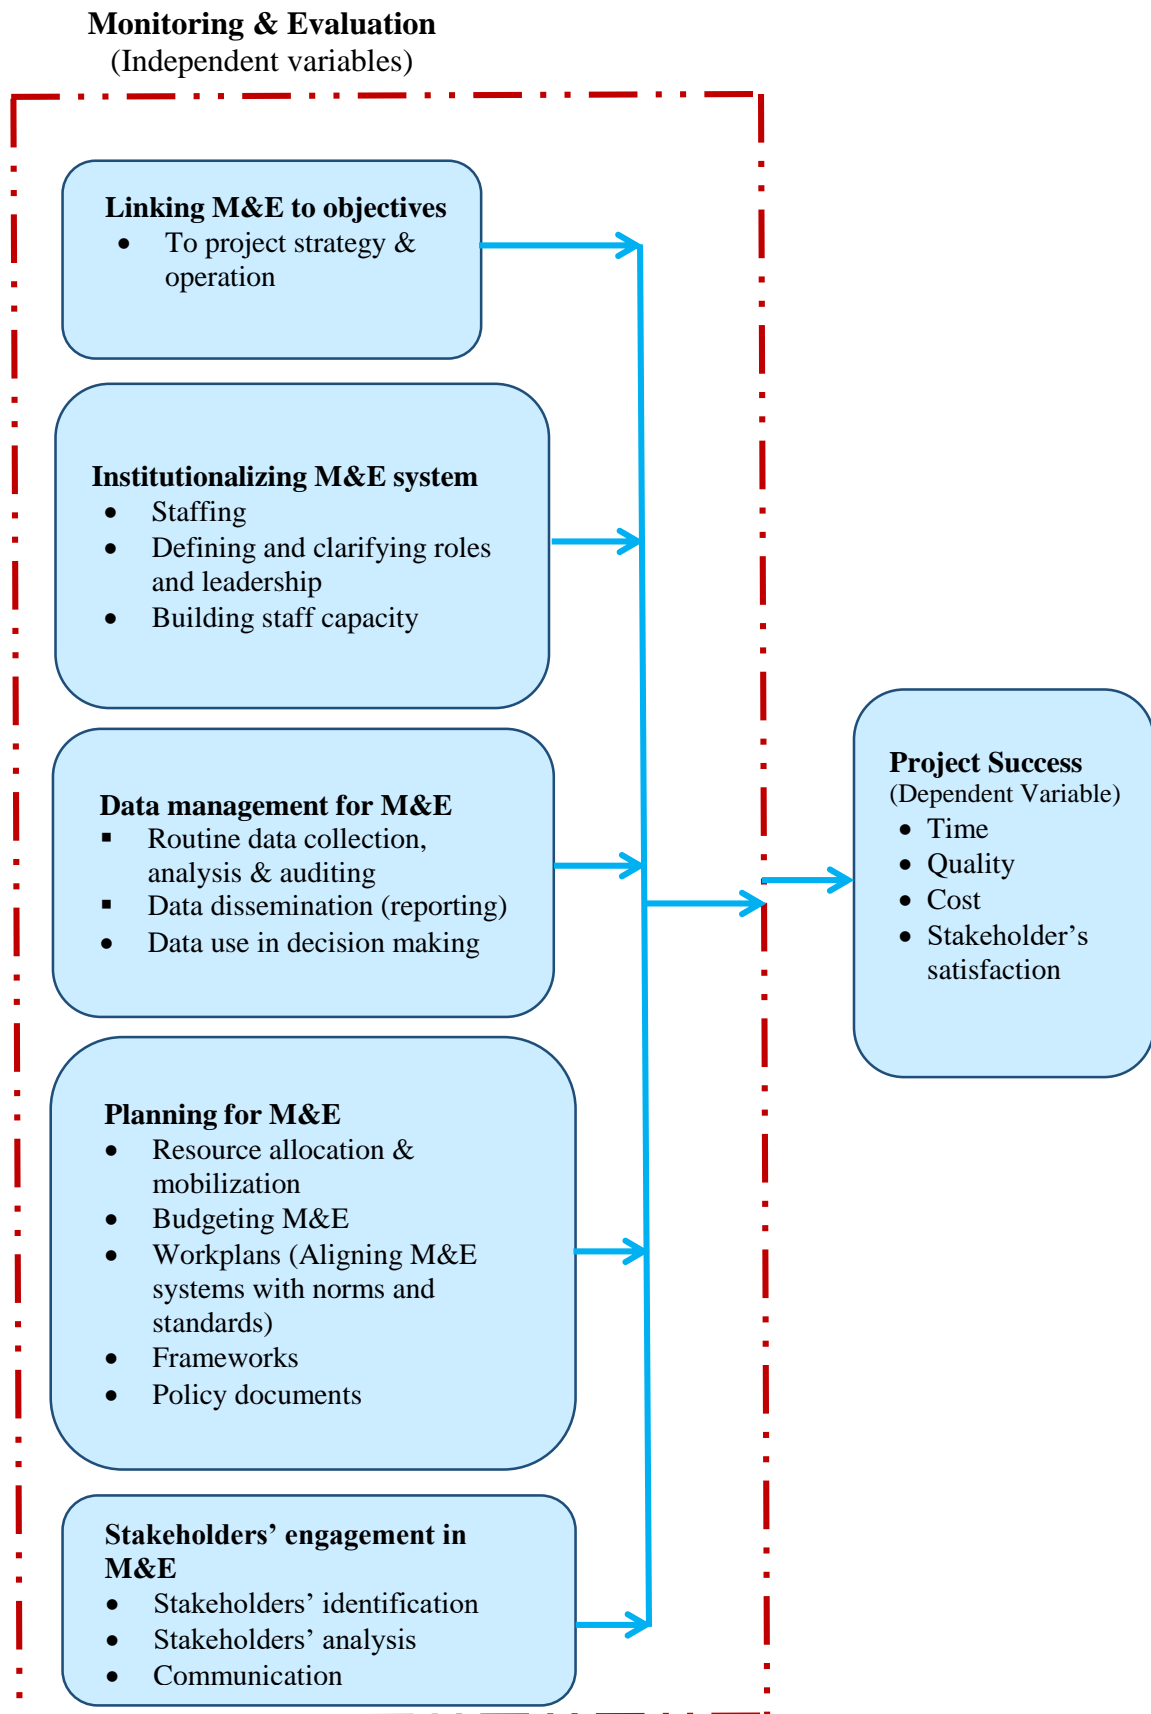 Monitoring & Evaluation
(Independent variables)
Linking M&E to objectives
• To project strategy &
operation
Institutionalizing M&E system
• Staffing
• Defining and clarifying roles
and leadership
• Building staff capacity
Data management for M&E
▪ Routine data collection,
analysis & auditing
▪ Data dissemination (reporting)
• Data use in decision making
Planning for M&E
• Resource allocation &
mobilization
• Budgeting M&E
• Workplans (Aligning M&E
systems with norms and
standards)
• Frameworks
• Policy documents
Stakeholders’ engagement in
M&E
• Stakeholders’ identification
• Stakeholders’ analysis
• Communication
Project Success
(Dependent Variable)
• Time
• Quality
• Cost
• Stakeholder’s
satisfaction